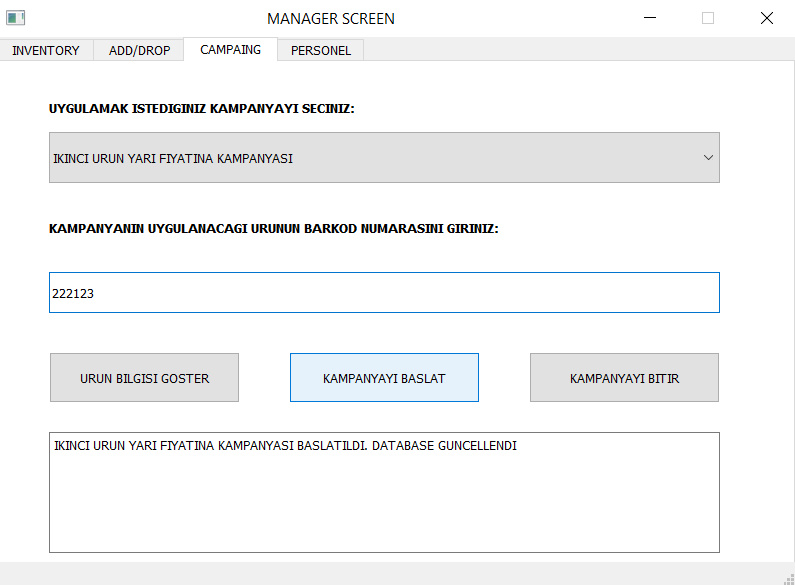 MANAGER SCREEN
INVENTORY ADD/DROP CAMPAING PERSONEL
UYGULAMAK ISTEDIGINIZ KAMPANYAYI SECINIZ:
IKINCI URUN YARI FIYATINA KAMPANYASI
KAMPANYANIN UYGULANACAGI URUNUN BARKOD NUMARASINI GIRINIZ:
222123
URUN BILGISI GOSTER KAMPANYAYI BASLAT KAMPANYAYI BITIR
IKINCI URUN YARI FIYATINA KAMPANYASI BASLATILDI. DATABASE GUNCELLENDI